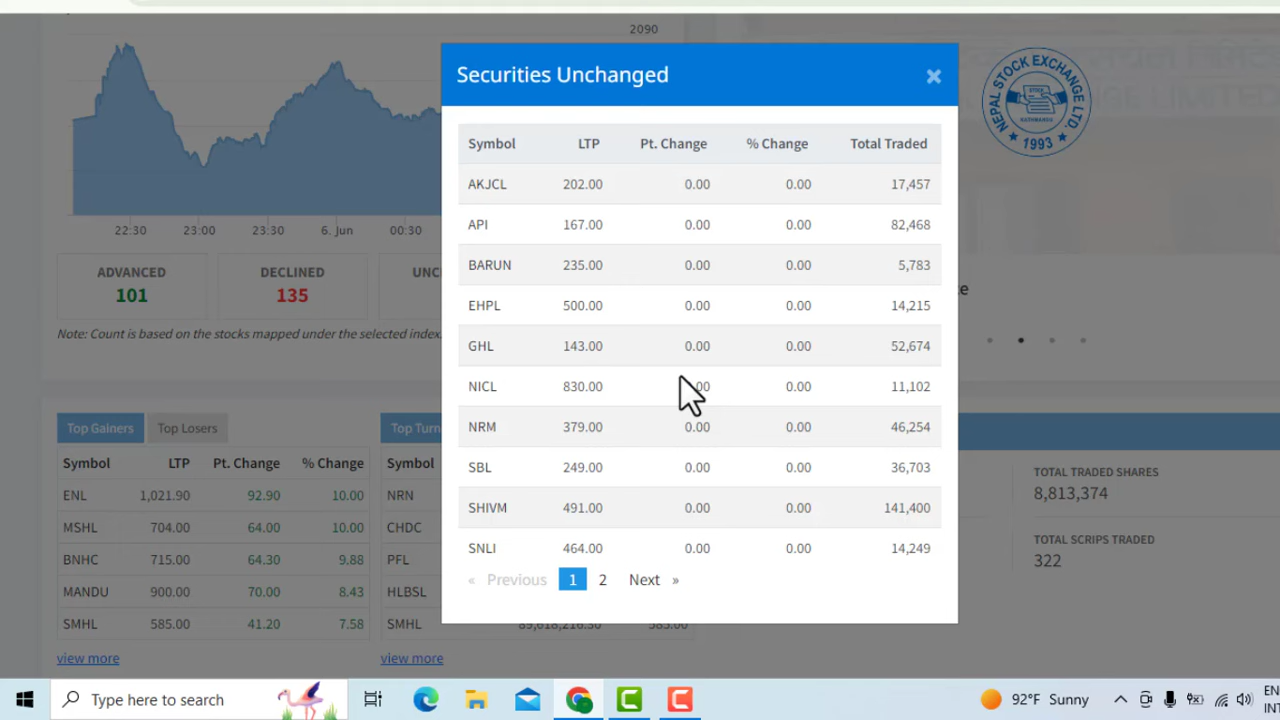 2090
22:30 23:00 23:30 6. Jun 00:30
ADVANCED
101
DECLINED
135
UNC
Note: Count is based on the stocks mapped under the selected index.
Securities Unchanged ×
Symbol LTP Pt. Change % Change Total Traded
AKJCL 202.00 0.00 0.00 17,457
API 167.00 0.00 0.00 82,468
BARUN 235.00 0.00 0.00 5,783
EHPL 500.00 0.00 0.00 14,215
GHL 143.00 0.00 0.00 52,674
NICL 830.00 0.00 0.00 11,102
NRM 379.00 0.00 0.00 46,254
SBL 249.00 0.00 0.00 36,703
SHIVM 491.00 0.00 0.00 141,400
SNLI 464.00 0.00 0.00 14,249
« Previous 1 2 Next »
NEPAL STOCK EXCHANGE LTD.
STOCK
KATHMANDU
1993
Top Gainers Top Losers
Symbol LTP Pt. Change % Change
ENL 1,021.90 92.90 10.00
MSHL 704.00 64.00 10.00
BNHC 715.00 64.30 9.88
MANDU 900.00 70.00 8.43
SMHL 585.00 41.20 7.58
view more
Top Turn
Symbol
NRN
CHDC
PFL
HLBSL
SMHL 585.00
view more
TOTAL TRADED SHARES
8,813,374
TOTAL SCRIPS TRADED
322
Type here to search
92°F Sunny
EN
INT